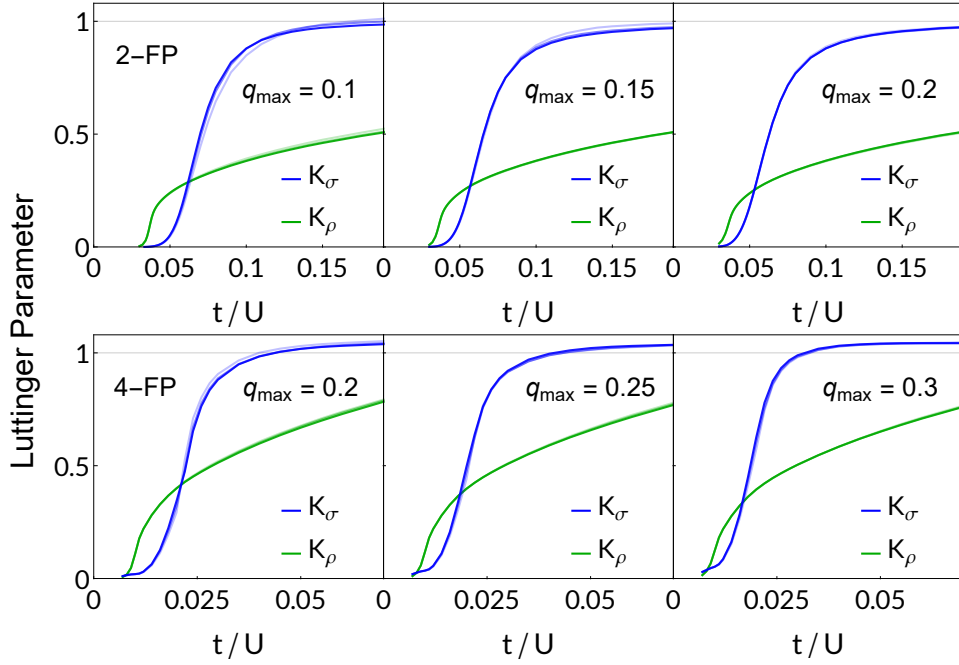 Luttinger Parameter
2–FP
1
0.5
0
q_max = 0.1
K_σ
K_ρ
0 0.05 0.1 0.15
t / U
q_max = 0.15
K_σ
K_ρ
0 0.05 0.1 0.15
t / U
q_max = 0.2
K_σ
K_ρ
0 0.05 0.1 0.15
t / U
4–FP
1
0.5
0
q_max = 0.2
K_σ
K_ρ
0 0.025 0.05
t / U
q_max = 0.25
K_σ
K_ρ
0 0.025 0.05
t / U
q_max = 0.3
K_σ
K_ρ
0 0.025 0.05
t / U